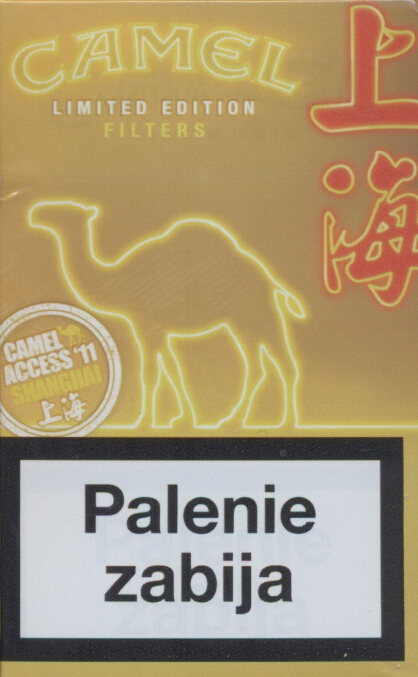 CAMEL
LIMITED EDITION
FILTERS
上海
CAMEL
ACCESS '11
SHANGHAI
上海
Palenie
zabija